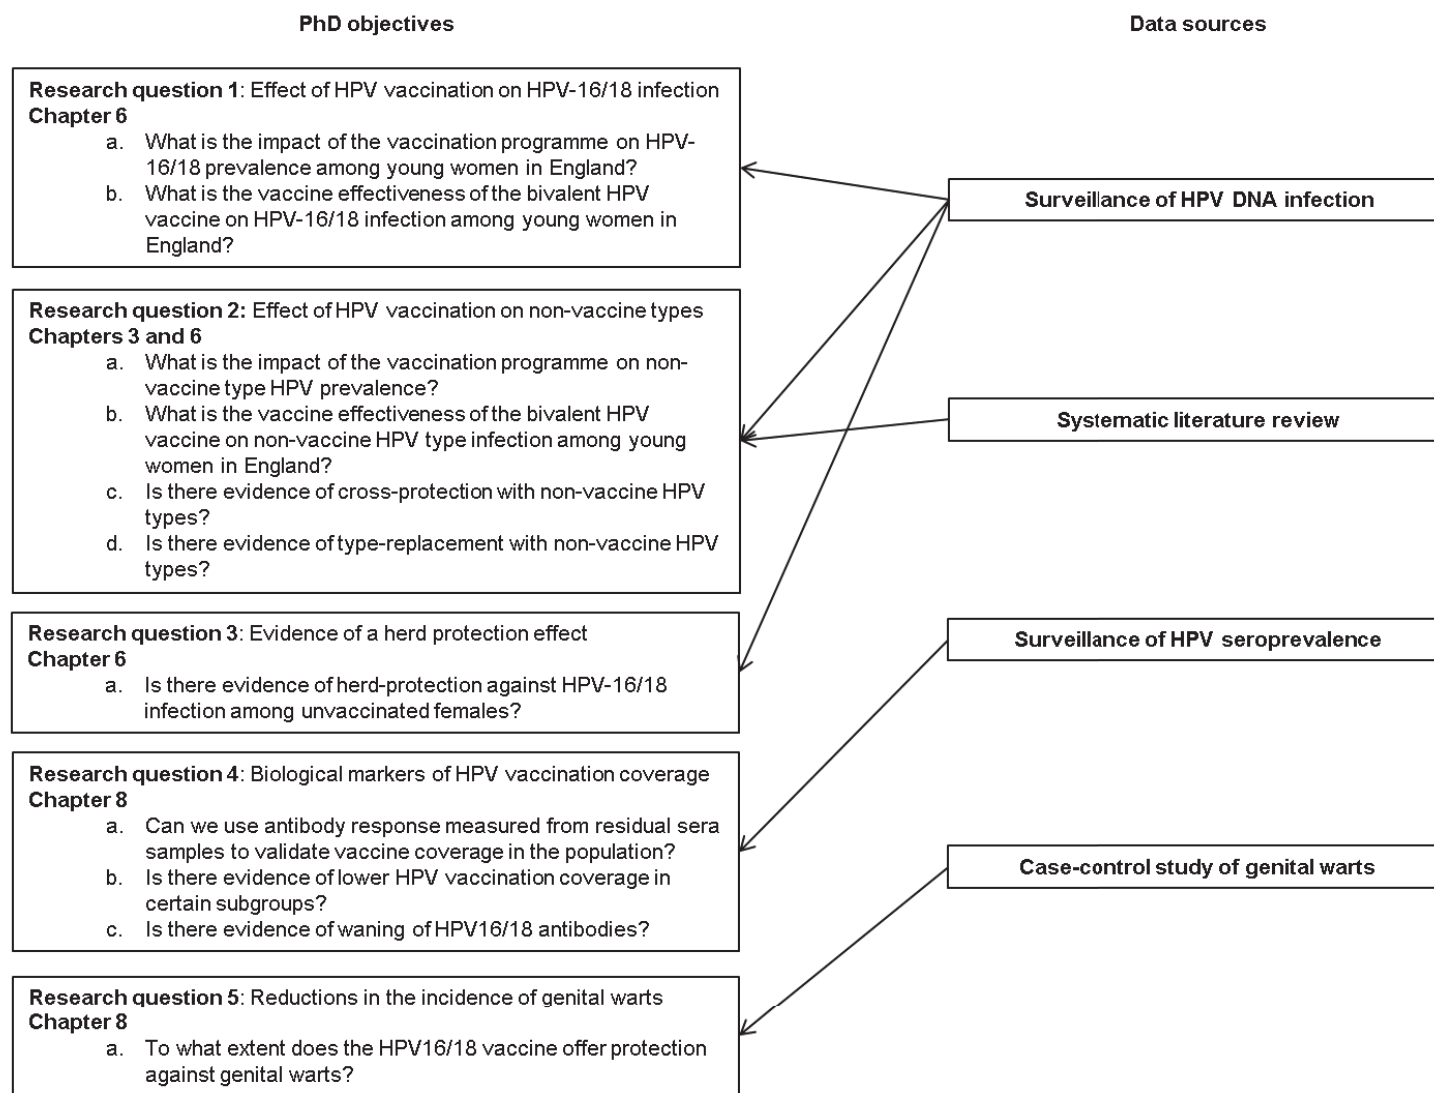 PhD objectives
Data sources
Research question 1: Effect of HPV vaccination on HPV-16/18 infection
Chapter 6
a. What is the impact of the vaccination programme on HPV-
16/18 prevalence among young women in England?
b. What is the vaccine effectiveness of the bivalent HPV
vaccine on HPV-16/18 infection among young women in
England?
Research question 2: Effect of HPV vaccination on non-vaccine types
Chapters 3 and 6
a. What is the impact of the vaccination programme on non-
vaccine type HPV prevalence?
b. What is the vaccine effectiveness of the bivalent HPV
vaccine on non-vaccine HPV type infection among young
women in England?
c. Is there evidence of cross-protection with non-vaccine HPV
types?
d. Is there evidence of type-replacement with non-vaccine HPV
types?
Research question 3: Evidence of a herd protection effect
Chapter 6
a. Is there evidence of herd-protection against HPV-16/18
infection among unvaccinated females?
Research question 4: Biological markers of HPV vaccination coverage
Chapter 8
a. Can we use antibody response measured from residual sera
samples to validate vaccine coverage in the population?
b. Is there evidence of lower HPV vaccination coverage in
certain subgroups?
c. Is there evidence of waning of HPV16/18 antibodies?
Research question 5: Reductions in the incidence of genital warts
Chapter 8
a. To what extent does the HPV16/18 vaccine offer protection
against genital warts?
Surveillance of HPV DNA infection
Systematic literature review
Surveillance of HPV seroprevalence
Case-control study of genital warts